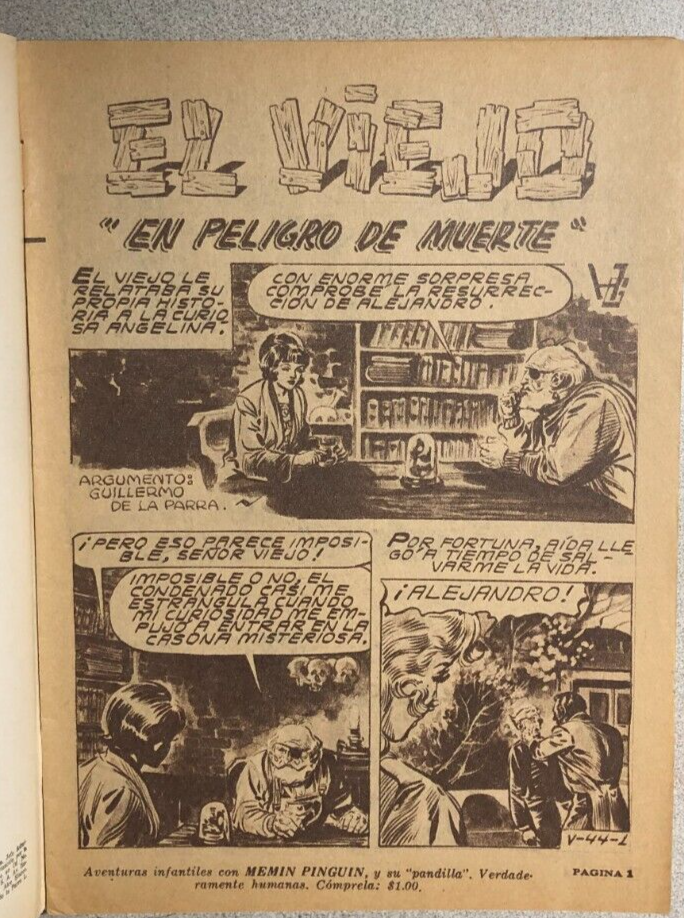 EL VIEJO
"EN PELIGRO DE MUERTE"
EL VIEJO LE
RELATABA SU
PROPIA HISTO-
RIA A LA CURIO
SA ANGELINA.
CON ENORME SORPRESA
COMPROBÉ LA RESURREC-
CIÓN DE ALEJANDRO.
ARGUMENTO:
GUILLERMO
DE LA PARRA.
¡PERO ESO PARECE IMPOSI-
BLE, SEÑOR VIEJO!
IMPOSIBLE O NO, EL
CONDENADO CASI ME
ESTRANGULÓ CUANDO
MI CURIOSIDAD ME EM-
PUJÓ A ENTRAR EN LA
CASONA MISTERIOSA.
POR FORTUNA, AÍDA LLE
GÓ A TIEMPO DE SAL-
VARME LA VIDA.
¡ALEJANDRO!
V-44-1
Aventuras infantiles con MEMIN PINGUIN, y su "pandilla". Verdade-
ramente humanas. Cómprela: $1.00.
PAGINA 1